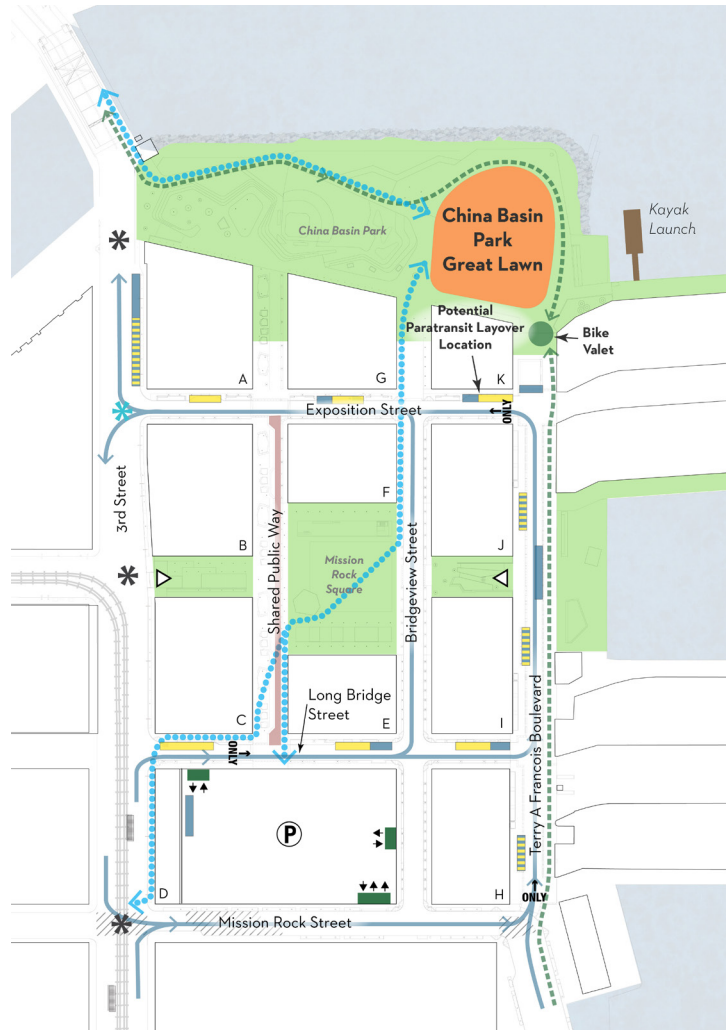 China Basin Park
China Basin
Park
Great Lawn
Kayak
Launch
Potential
Paratransit Layover
Location
Bike
Valet
A
G
K
Exposition Street
ONLY
3rd Street
F
B
J
Shared Public Way
Mission
Rock
Square
Bridgeview Street
Long Bridge
Street
C
E
I
ONLY
Terry A Francois Boulevard
P
D
H
ONLY
Mission Rock Street